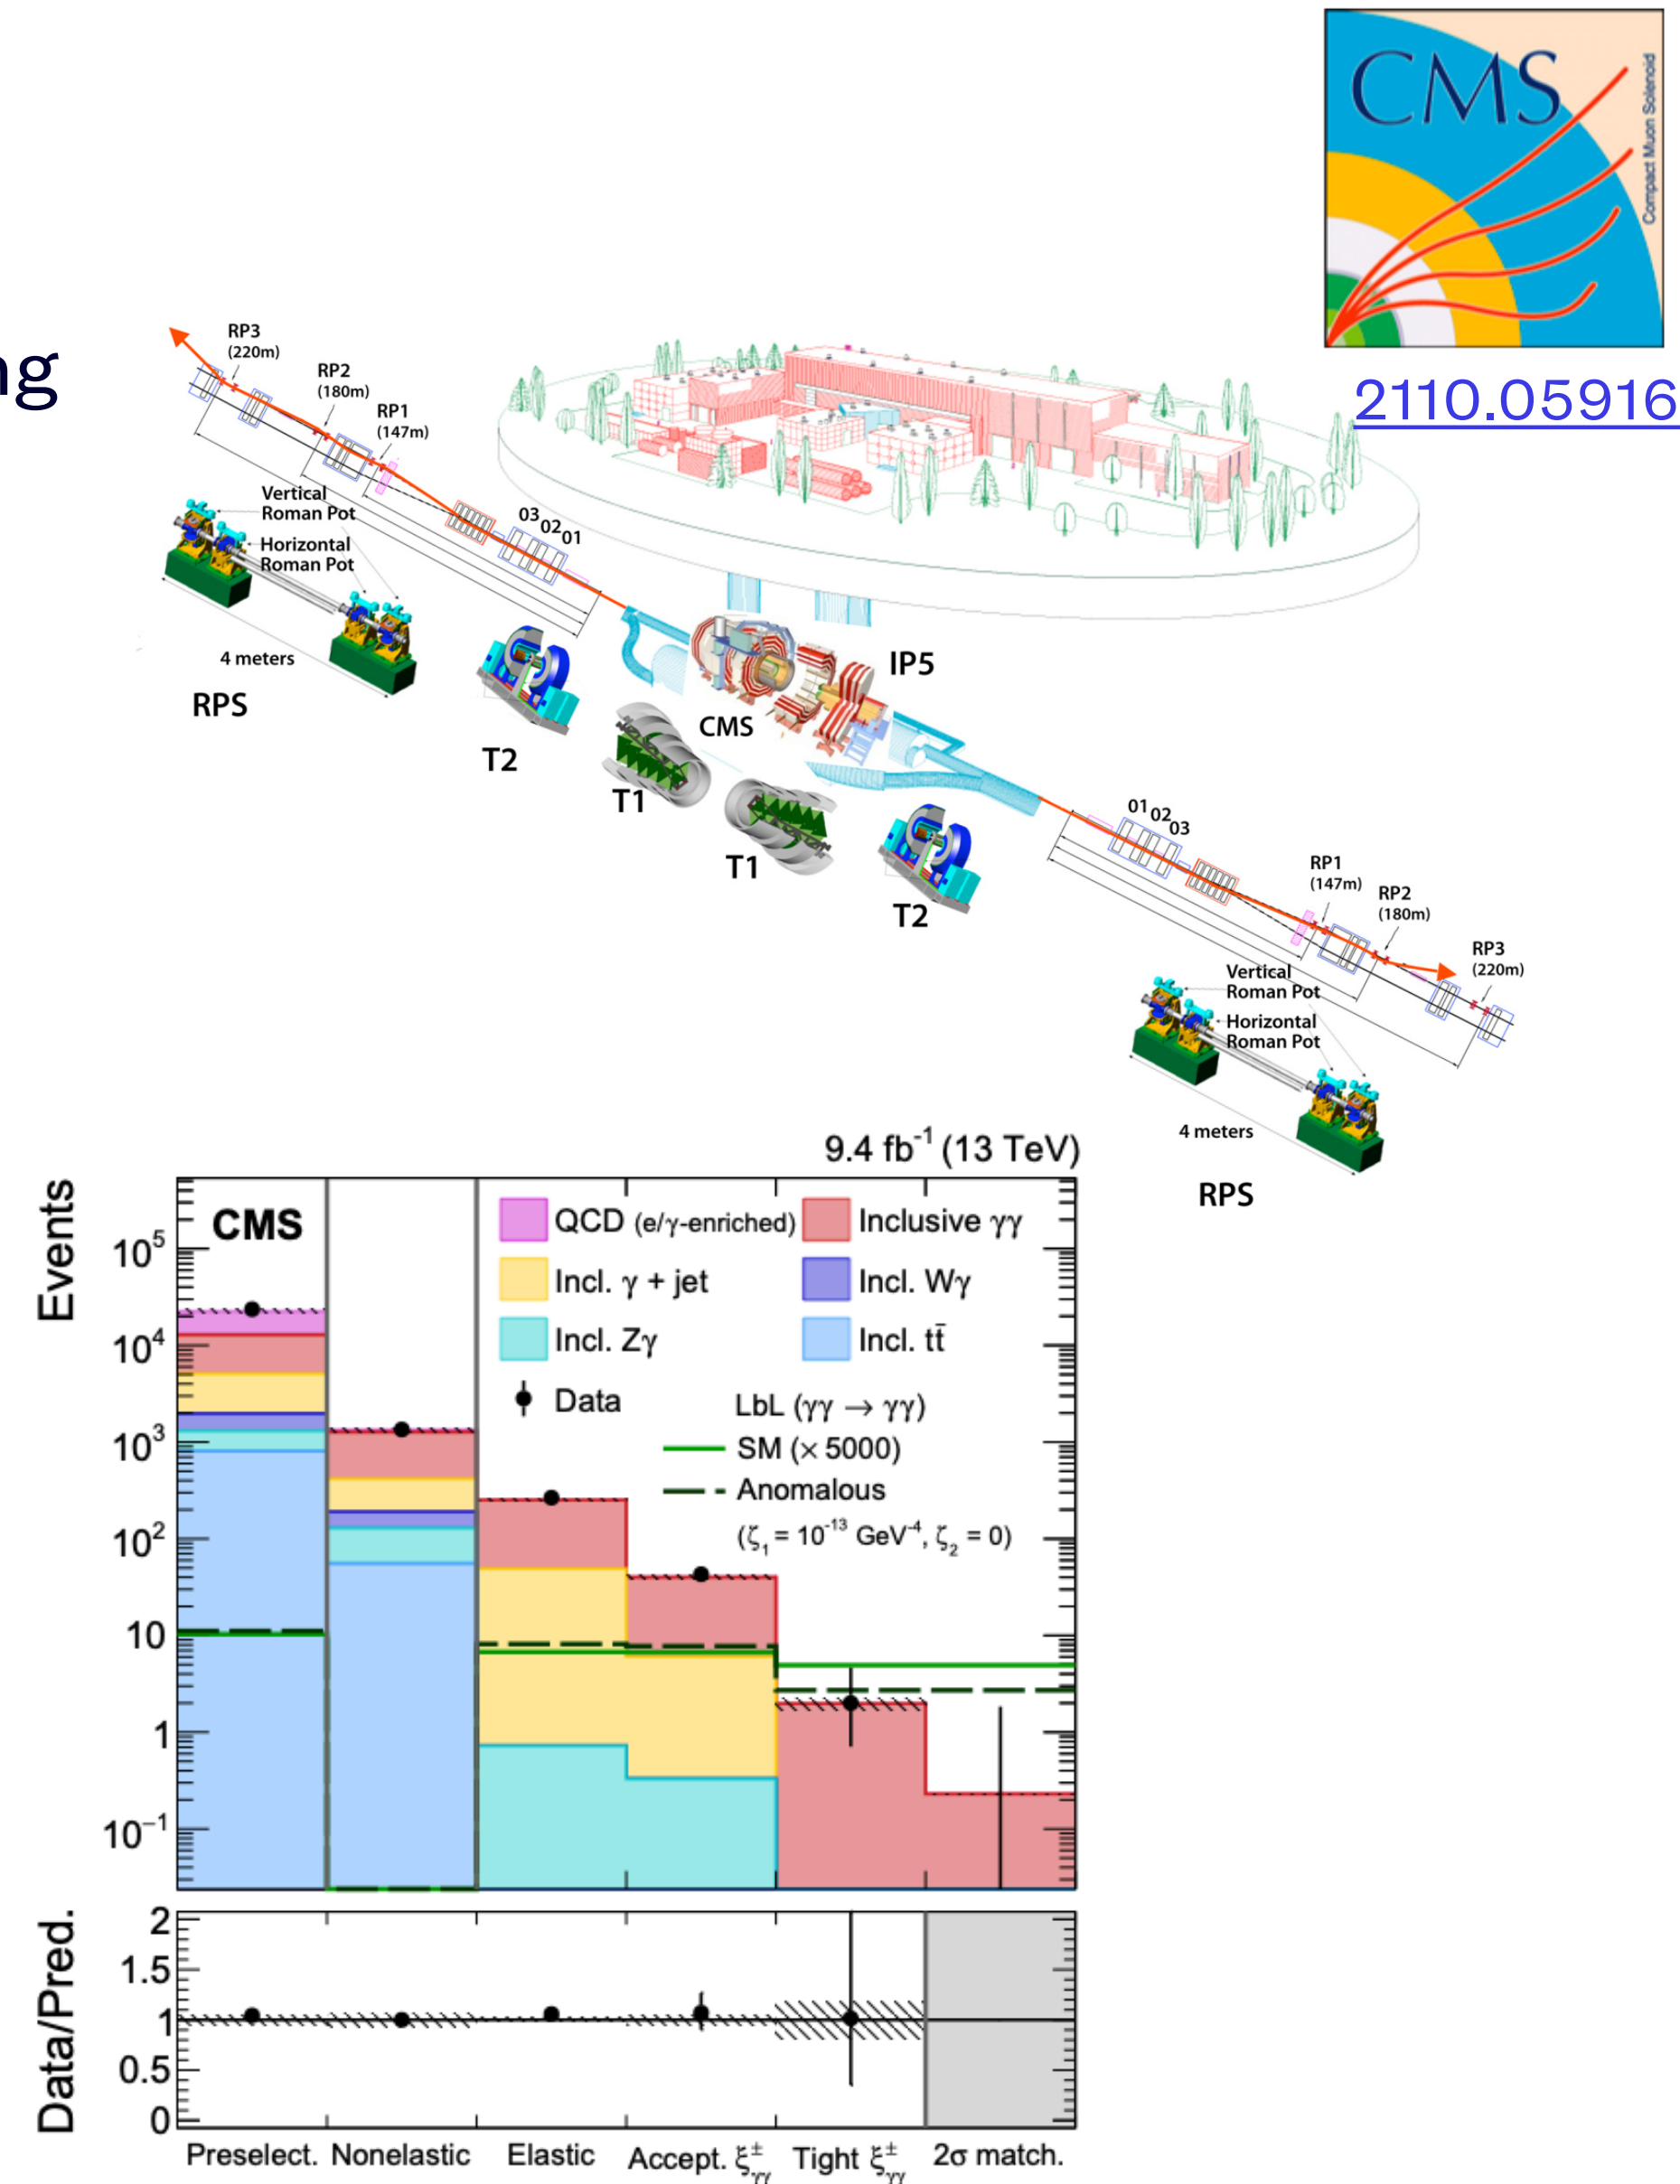 CMS
Compact Muon Solenoid
ng
2110.05916
RP3
(220m)
RP2
(180m)
RP1
(147m)
Vertical
Roman Pot
Horizontal
Roman Pot
03 02 01
4 meters
RPS
T2
T1
CMS
IP5
T1
T2
01 02 03
RP1
(147m)
RP2
(180m)
RP3
(220m)
Vertical
Roman Pot
Horizontal
Roman Pot
4 meters
RPS
9.4 fb⁻¹ (13 TeV)
Events
CMS
QCD (e/γ-enriched)
Inclusive γγ
Incl. γ + jet
Incl. Wγ
Incl. Zγ
Incl. tt̄
Data
LbL (γγ → γγ)
SM (× 5000)
Anomalous
(ζ₁ = 10⁻¹³ GeV⁻⁴, ζ₂ = 0)
10⁵
10⁴
10³
10²
10
1
10⁻¹
Data/Pred.
2
1.5
1
0.5
0
Preselect. Nonelastic Elastic Accept. ξ±γγ Tight ξ±γγ 2σ match.